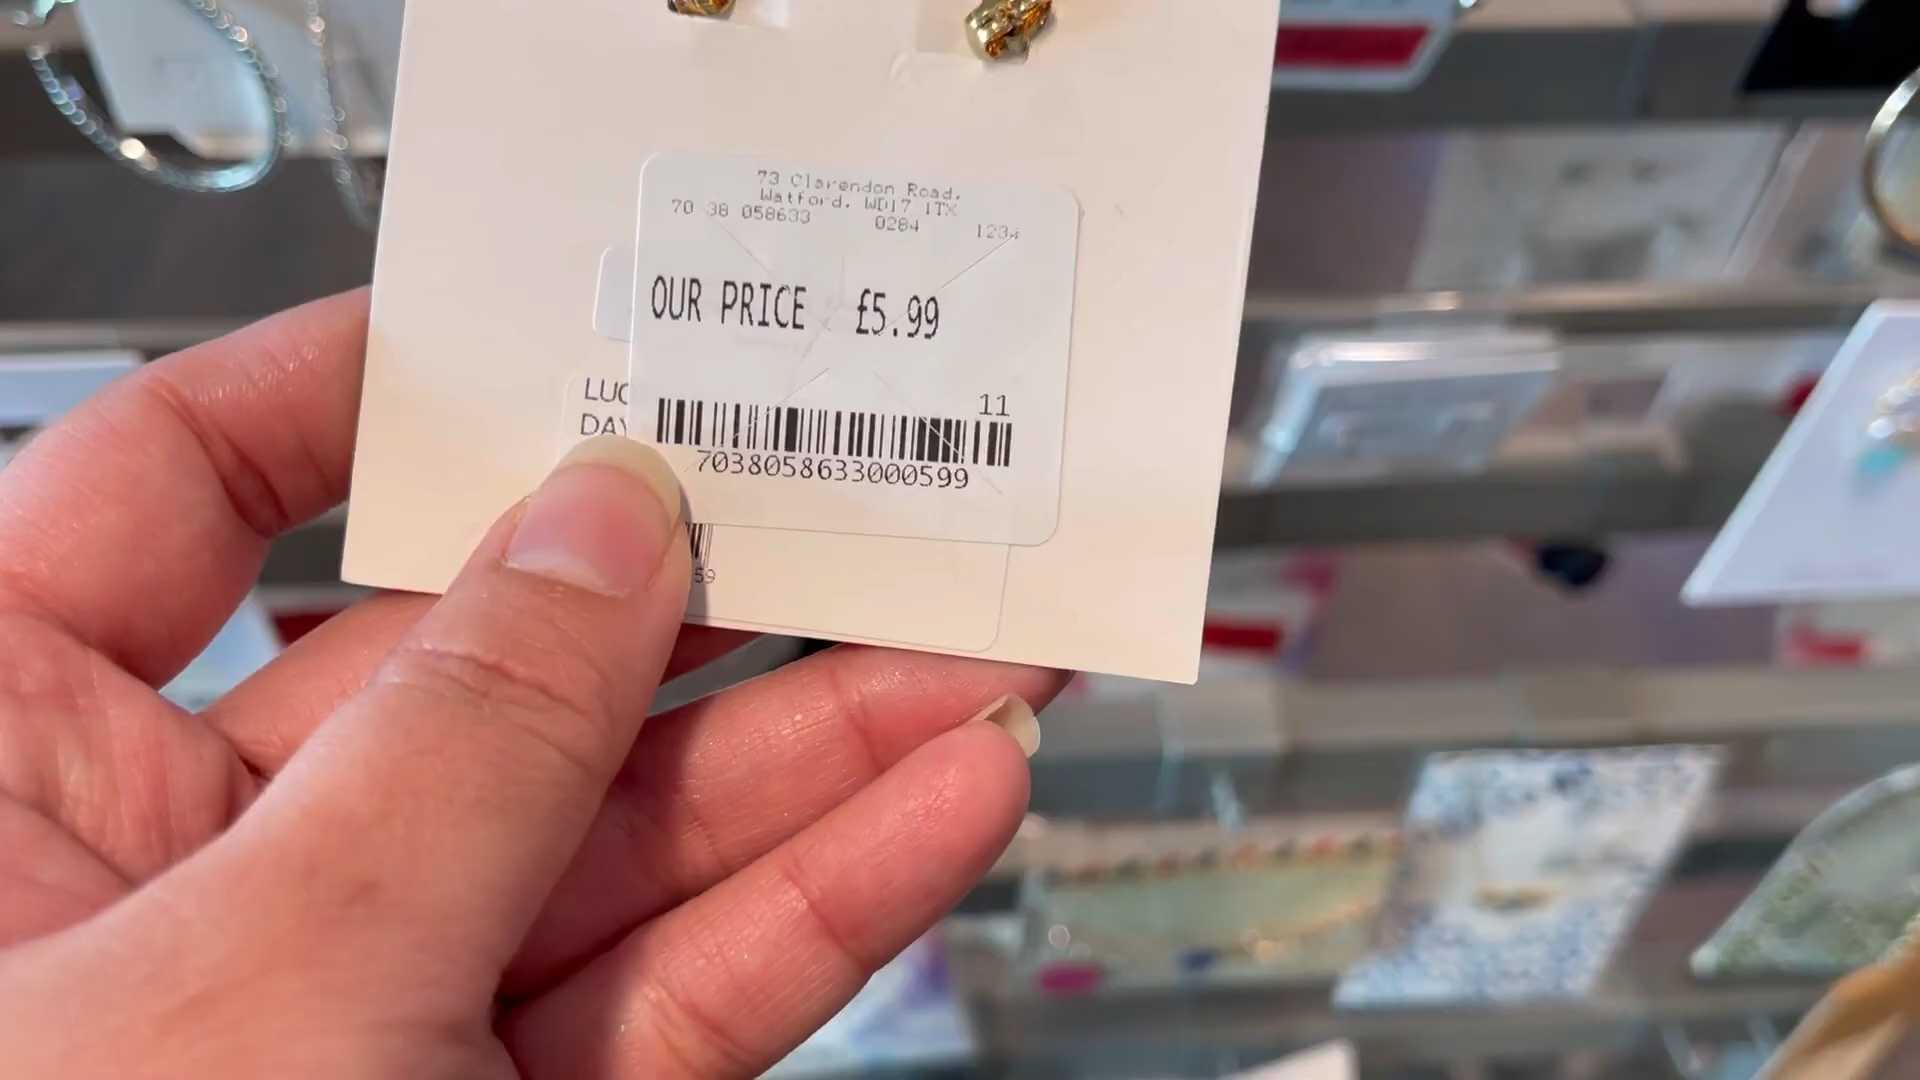 73 Clarendon Road,
Watford. WD17 1TX
70 38 058633 0284 1234
OUR PRICE £5.99
11
LUC
DAY
7038058633000599
59